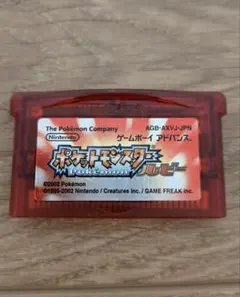 The Pokémon Company AGB-AXVJ-JPN
Nintendo ゲームボーイ アドバンス
ポケットモンスター
Pokémon ルビー
©2002 Pokémon
©1995-2002 Nintendo / Creatures inc. / GAME FREAK inc.